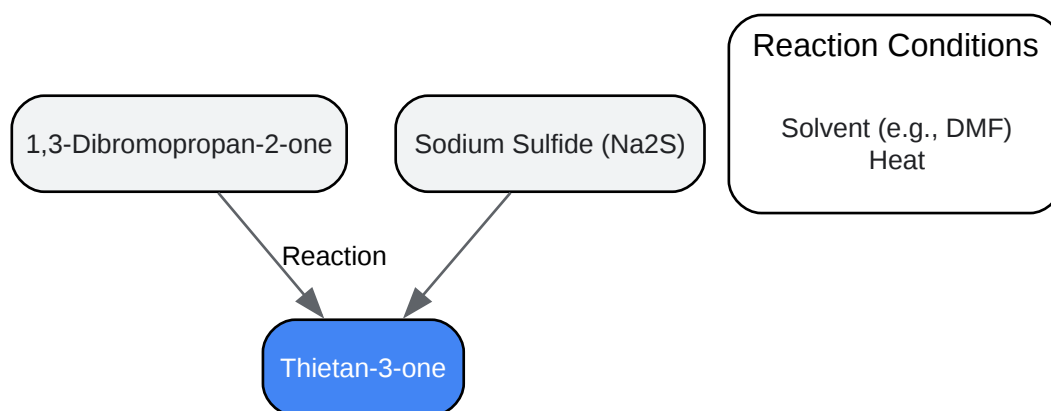 Reaction Conditions
1,3-Dibromopropan-2-one
Sodium Sulfide (Na2S)
Solvent (e.g., DMF)
Heat
Reaction
Thietan-3-one